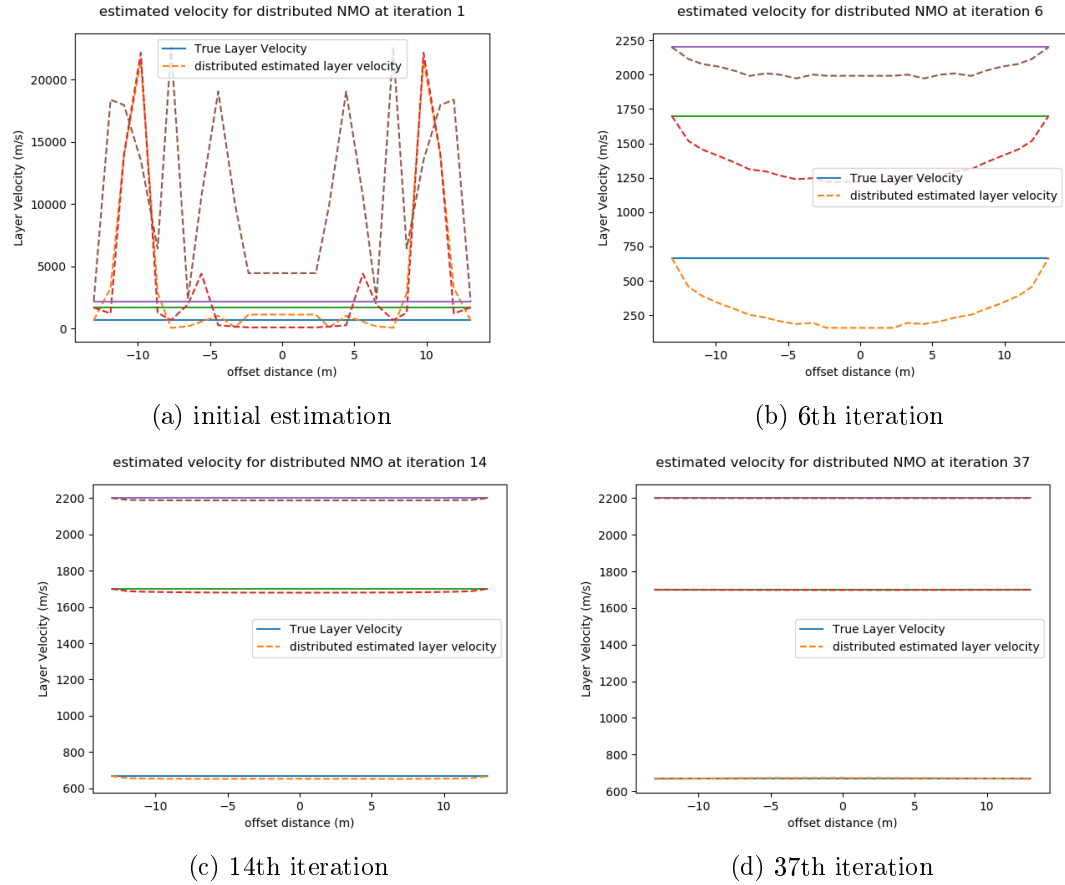 estimated velocity for distributed NMO at iteration 1
Layer Velocity (m/s)
20000
15000
10000
5000
0
True Layer Velocity
distributed estimated layer velocity
−10
−5
0
5
10
offset distance (m)
(a) initial estimation
estimated velocity for distributed NMO at iteration 6
Layer Velocity (m/s)
2250
2000
1750
1500
1250
1000
750
500
250
True Layer Velocity
distributed estimated layer velocity
−10
−5
0
5
10
offset distance (m)
(b) 6th iteration
estimated velocity for distributed NMO at iteration 14
Layer Velocity (m/s)
2200
2000
1800
1600
1400
1200
1000
800
600
True Layer Velocity
distributed estimated layer velocity
−10
−5
0
5
10
offset distance (m)
(c) 14th iteration
estimated velocity for distributed NMO at iteration 37
Layer Velocity (m/s)
2200
2000
1800
1600
1400
1200
1000
800
600
True Layer Velocity
distributed estimated layer velocity
−10
−5
0
5
10
offset distance (m)
(d) 37th iteration